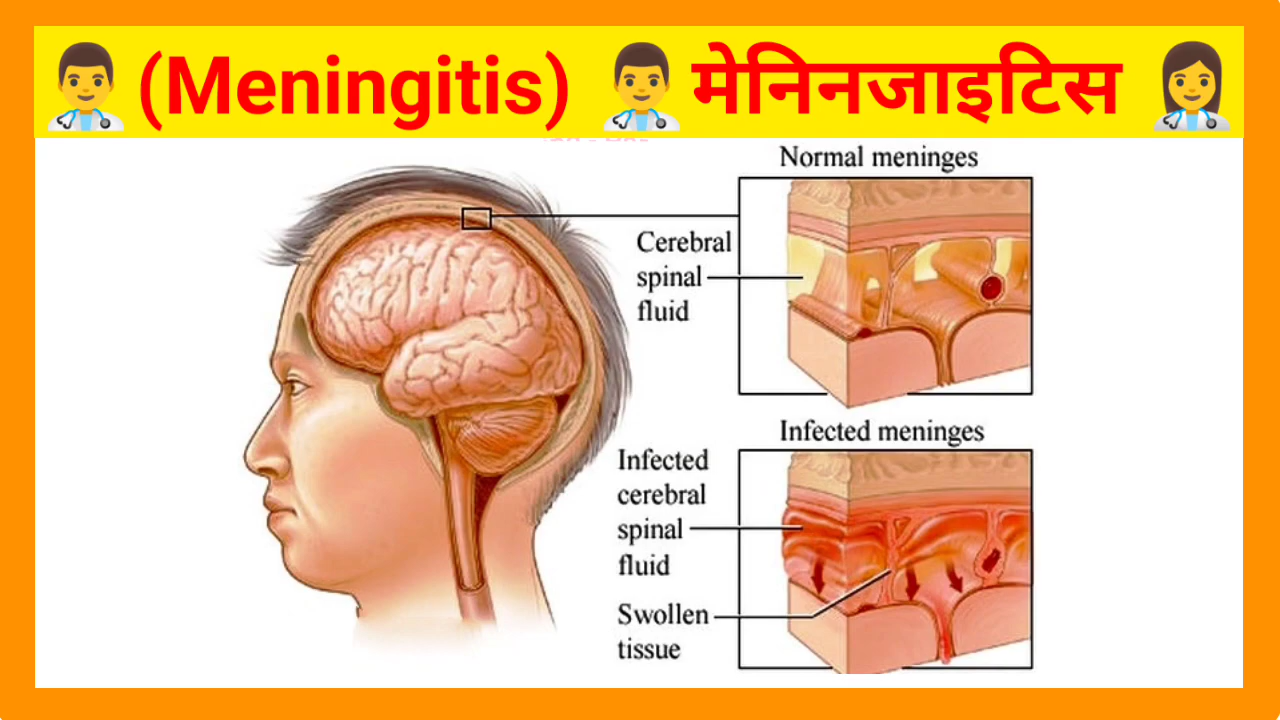 (Meningitis) मेनिनजाइटिस
Normal meninges
Cerebral
spinal
fluid
Infected meninges
Infected
cerebral
spinal
fluid
Swollen
tissue